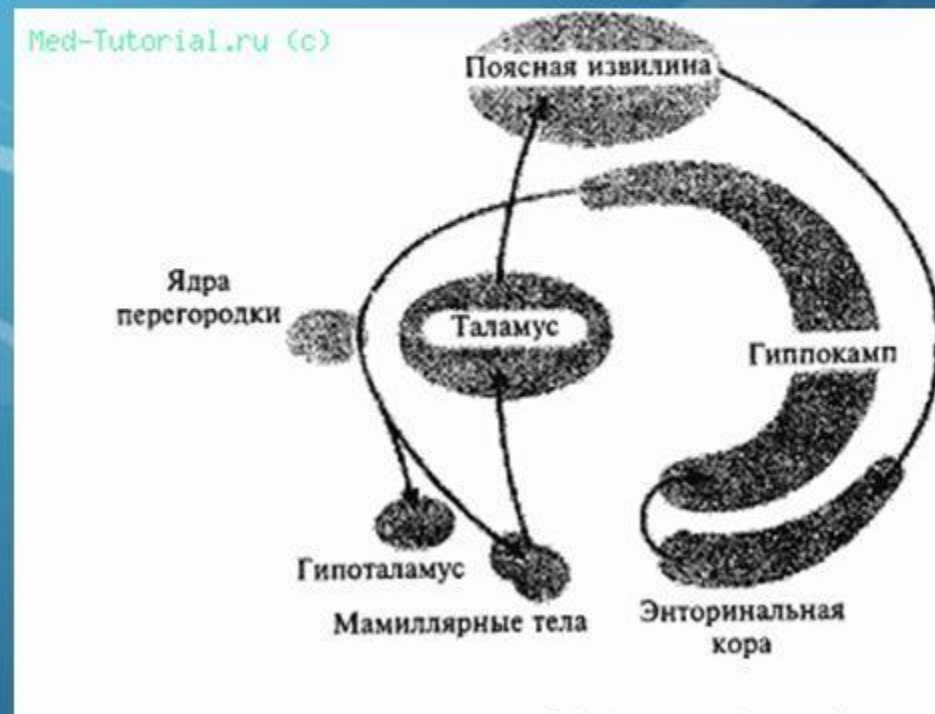 Med-Tutorial.ru (c)
Поясная извилина
Ядра
перегородки
Таламус
Гиппокамп
Гипоталамус
Мамиллярные тела
Энторинальная
кора